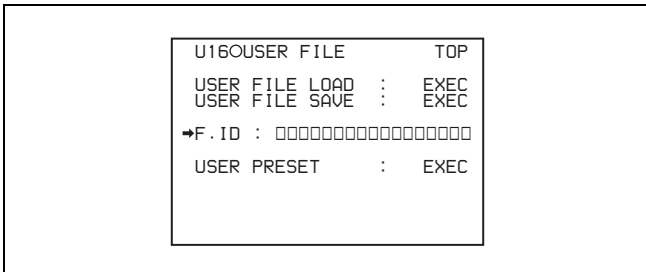 U16○USER FILE TOP
USER FILE LOAD : EXEC
USER FILE SAVE : EXEC
➡F.ID : □□□□□□□□□□□□□□□□□
USER PRESET : EXEC